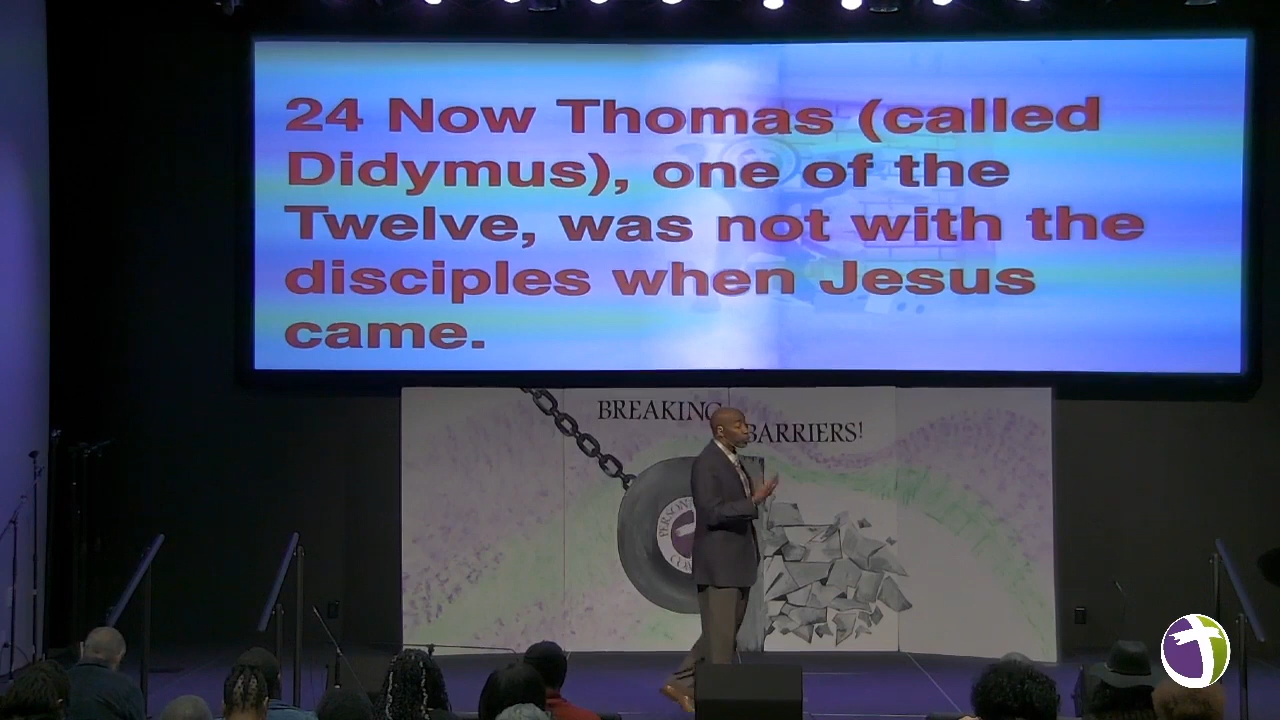 24 Now Thomas (called
Didymus), one of the
Twelve, was not with the
disciples when Jesus
came.
BREAKING
BARRIERS!